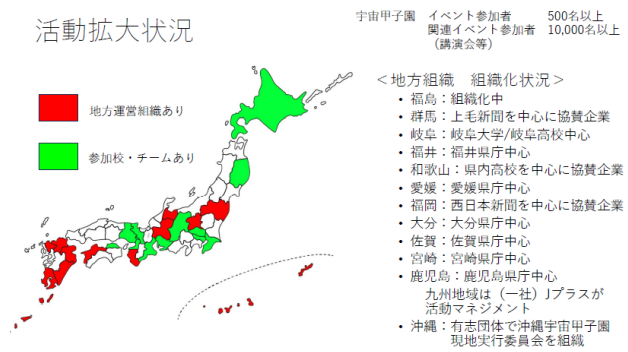 活動拡大状況
宇宙甲子園　イベント参加者　500名以上
関連イベント参加者　10,000名以上
（講演会等）
地方運営組織あり
参加校・チームあり
＜地方組織　組織化状況＞
• 福島：組織化中
• 群馬：上毛新聞を中心に協賛企業
• 岐阜：岐阜大学/岐阜高校中心
• 福井：福井県庁中心
• 和歌山：県内高校を中心に協賛企業
• 愛媛：愛媛県庁中心
• 福岡：西日本新聞を中心に協賛企業
• 大分：大分県庁中心
• 佐賀：佐賀県庁中心
• 宮崎：宮崎県庁中心
• 鹿児島：鹿児島県庁中心
九州地域は（一社）Jプラスが
活動マネジメント
• 沖縄：有志団体で沖縄宇宙甲子園
現地実行委員会を組織